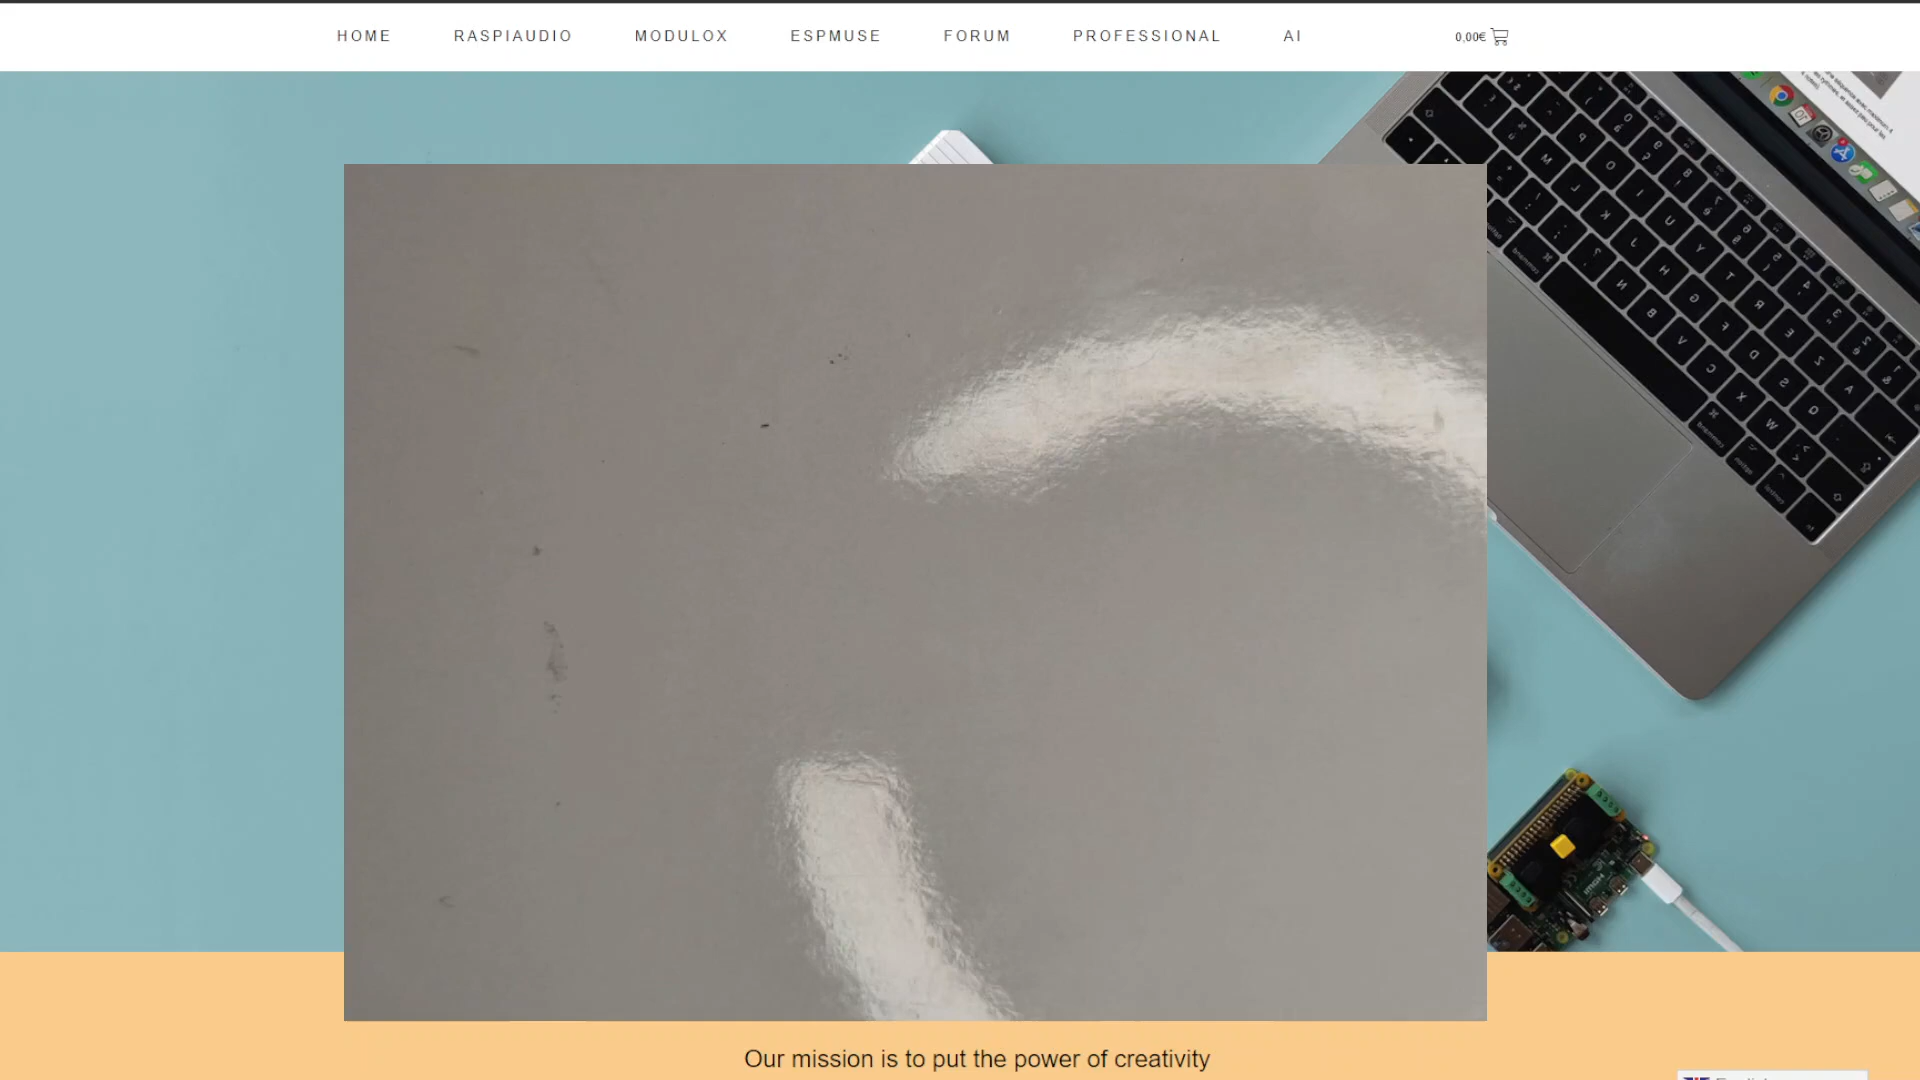 HOME RASPIAUDIO MODULOX ESPMUSE FORUM PROFESSIONAL AI 0,00€
Our mission is to put the power of creativity